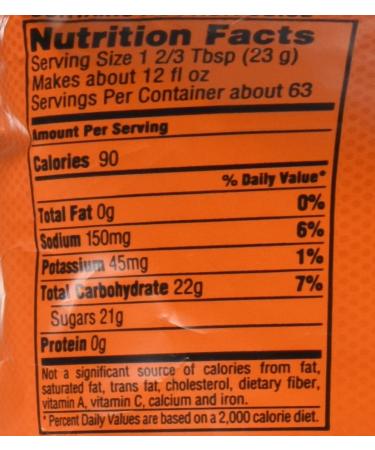 Nutrition Facts
Serving Size 1 2/3 Tbsp (23 g)
Makes about 12 fl oz
Servings Per Container about 63
Amount Per Serving
Calories 90
% Daily Value*
Total Fat 0g 0%
Sodium 150mg 6%
Potassium 45mg 1%
Total Carbohydrate 22g 7%
Sugars 21g
Protein 0g
Not a significant source of calories from fat,
saturated fat, trans fat, cholesterol, dietary fiber,
vitamin A, vitamin C, calcium and iron.
*Percent Daily Values are based on a 2,000 calorie diet.